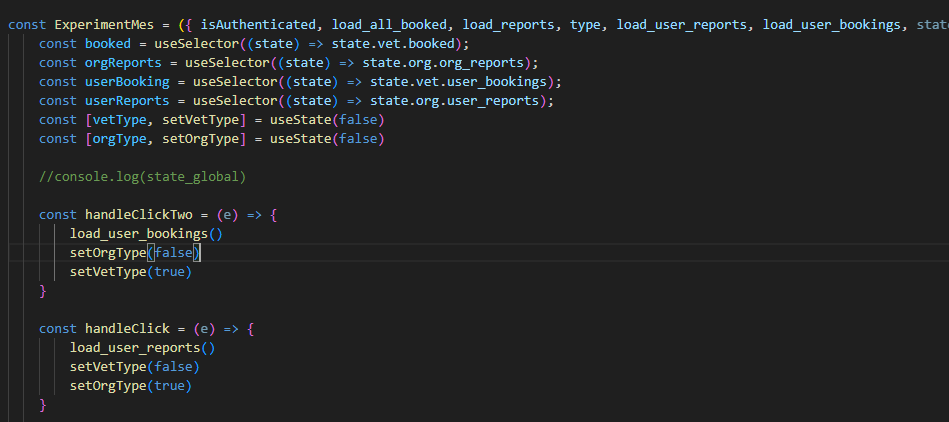 const ExperimentMes = ({ isAuthenticated, load_all_booked, load_reports, type, load_user_reports, load_user_bookings, stat
const booked = useSelector((state) => state.vet.booked);
const orgReports = useSelector((state) => state.org.org_reports);
const userBooking = useSelector((state) => state.vet.user_bookings);
const userReports = useSelector((state) => state.org.user_reports);
const [vetType, setVetType] = useState(false)
const [orgType, setOrgType] = useState(false)
//console.log(state_global)
const handleClickTwo = (e) => {
load_user_bookings()
setOrgType(false)
setVetType(true)
}
const handleClick = (e) => {
load_user_reports()
setVetType(false)
setOrgType(true)
}